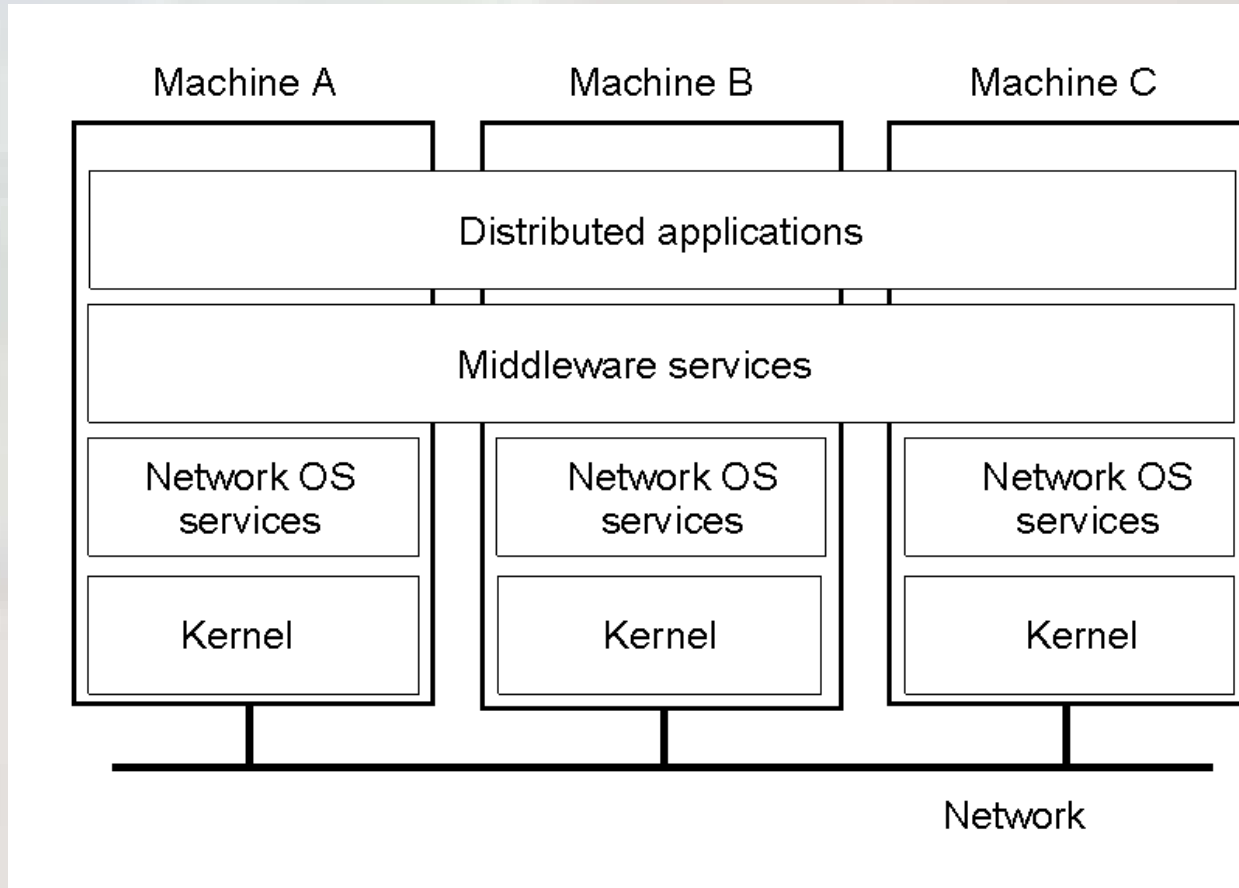 Machine A
Machine B
Machine C
Distributed applications
Middleware services
Network OS
services
Network OS
services
Network OS
services
Kernel
Kernel
Kernel
Network